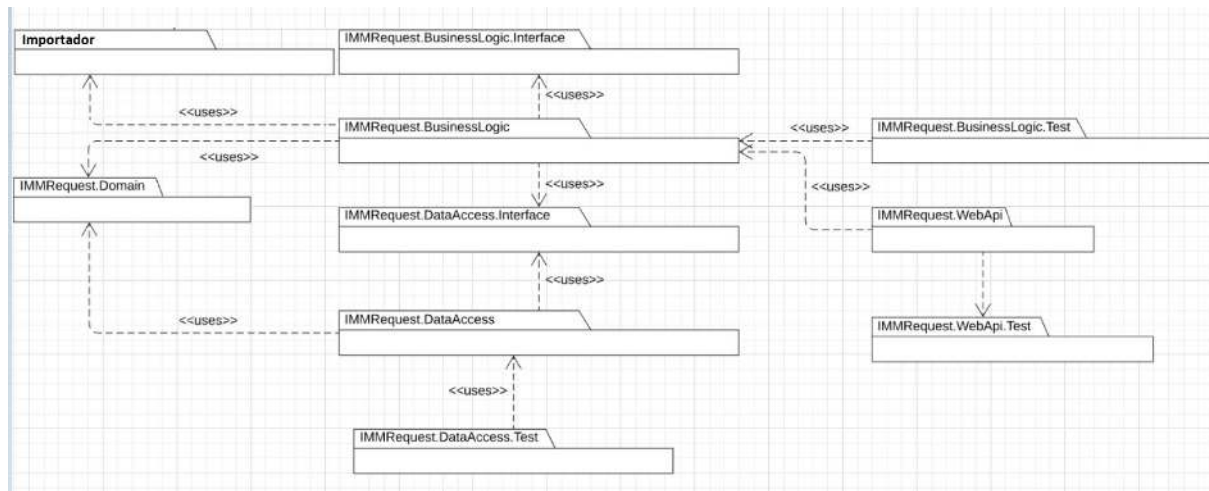 Importador
IMMRequest.BusinessLogic.Interface
<<uses>>
<<uses>>
IMMRequest.BusinessLogic
<<uses>>
IMMRequest.BusinessLogic.Test
<<uses>>
IMMRequest.Domain
<<uses>>
<<uses>>
IMMRequest.DataAccess.Interface
IMMRequest.WebApi
<<uses>>
IMMRequest.DataAccess
<<uses>>
IMMRequest.WebApi.Test
<<uses>>
IMMRequest.DataAccess.Test